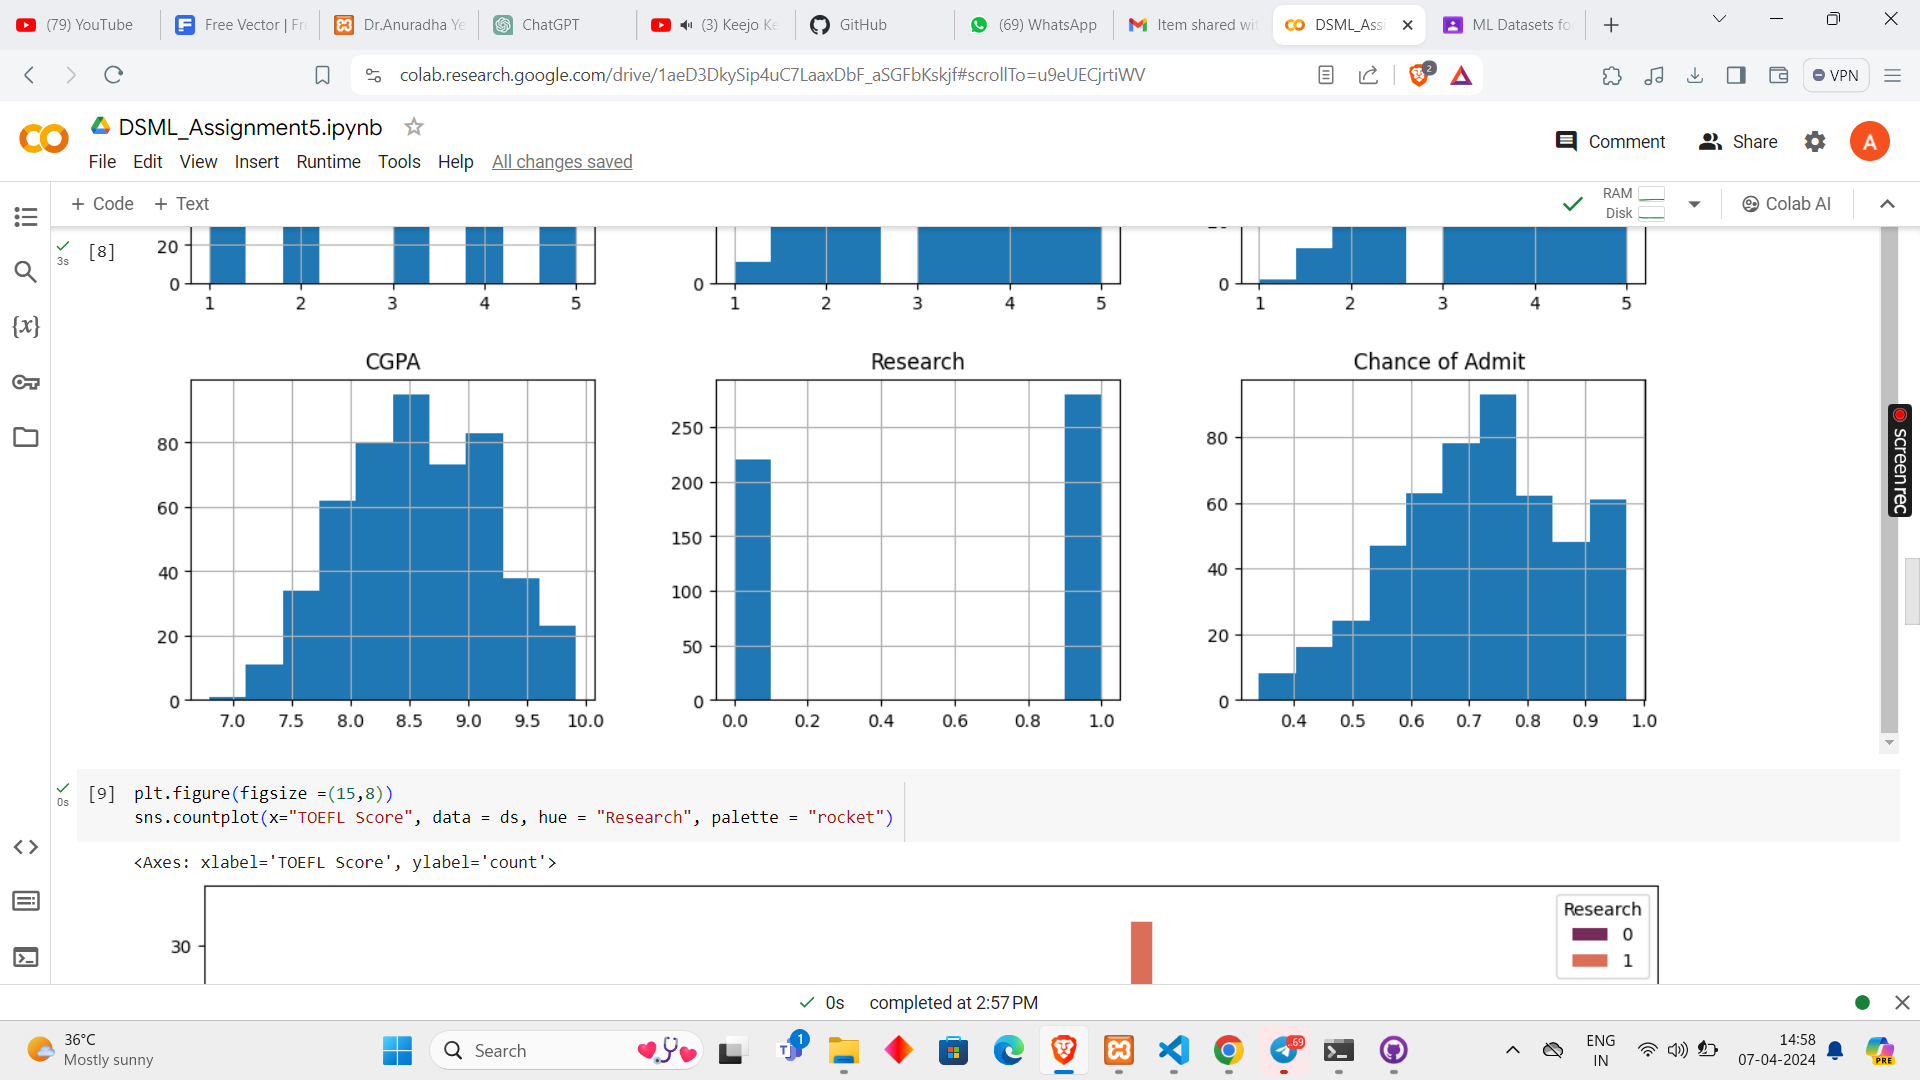 (79) YouTube
Free Vector | Fr
Dr.Anuradha Ye
ChatGPT
(3) Keejo Ke
GitHub
(69) WhatsApp
Item shared wi
DSML_Assi
ML Datasets fo
colab.research.google.com/drive/1aeD3DkySip4uC7LaaxDbF_aSGFbKskjf#scrollTo=u9eUECjrtiWV
2
VPN
DSML_Assignment5.ipynb
Comment
Share
A
File Edit View Insert Runtime Tools Help All changes saved
+ Code + Text
RAM
Disk
Colab AI
{x}
3s
[8]
20
0
1 2 3 4 5
0
1 2 3 4 5
0
1 2 3 4 5
CGPA
80
60
40
20
0
7.0 7.5 8.0 8.5 9.0 9.5 10.0
Research
250
200
150
100
50
0
0.0 0.2 0.4 0.6 0.8 1.0
Chance of Admit
80
60
40
20
0
0.4 0.5 0.6 0.7 0.8 0.9 1.0
screenrec
0s
[9]
plt.figure(figsize =(15,8))
sns.countplot(x="TOEFL Score", data = ds, hue = "Research", palette = "rocket")
<Axes: xlabel='TOEFL Score', ylabel='count'>
30
Research
0
1
0s completed at 2:57 PM
36°C
Mostly sunny
Search
1
..69
ENG
IN
14:58
07-04-2024
PRE